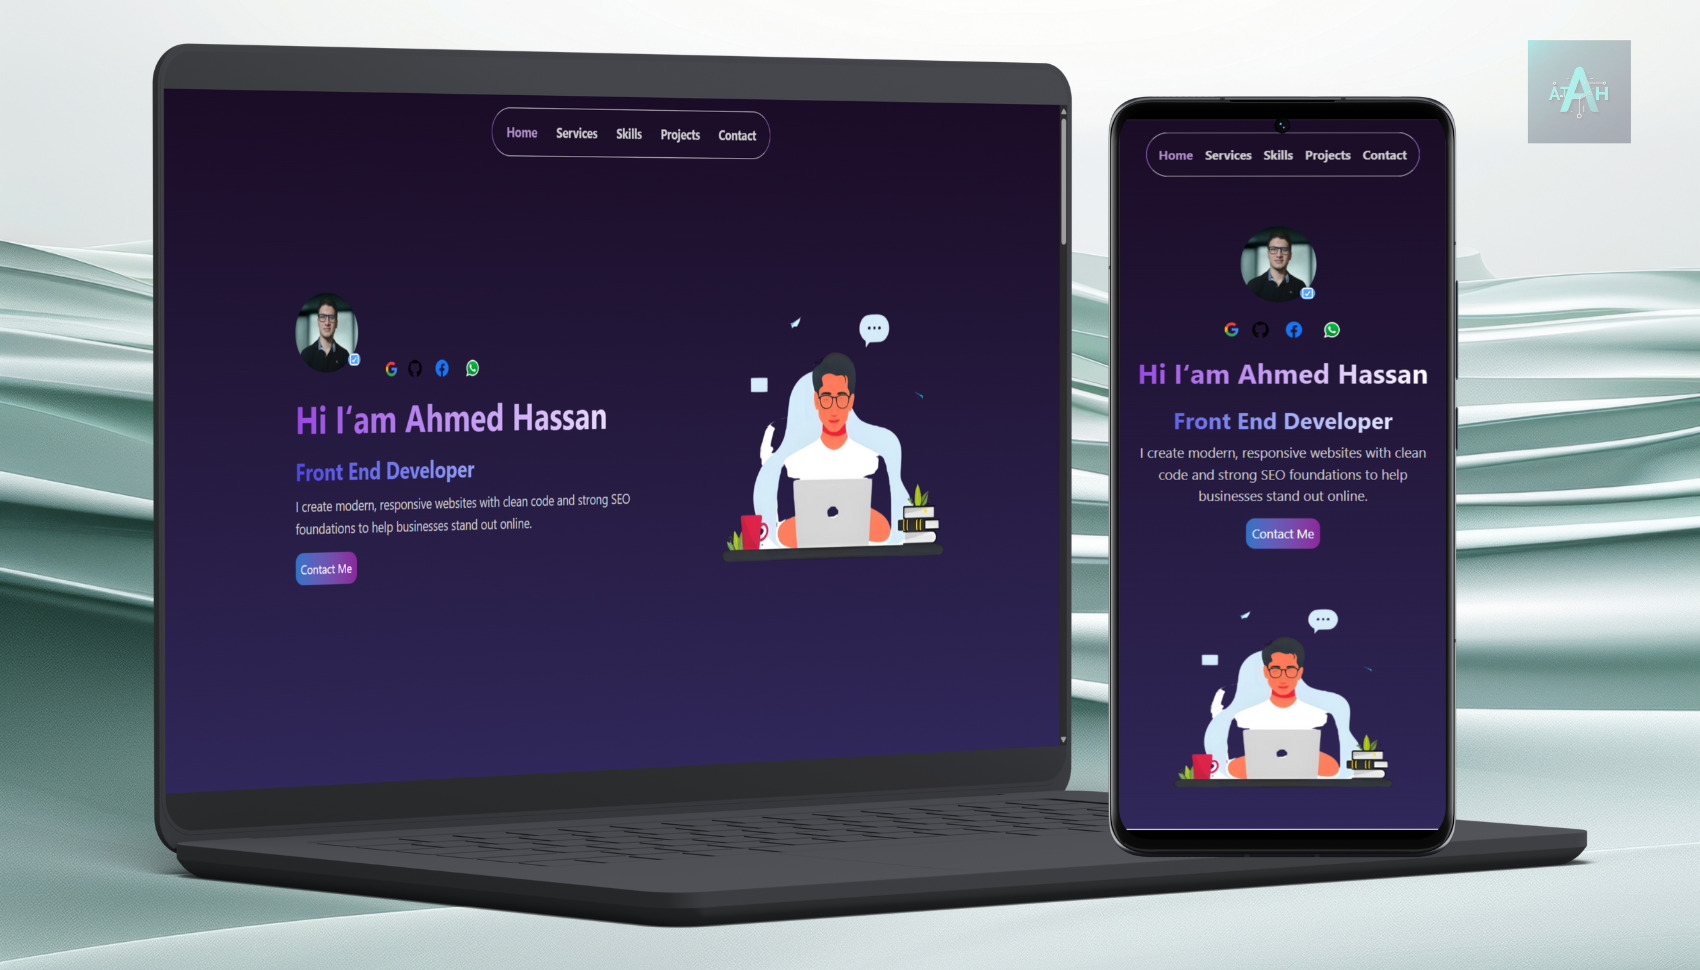 Home Services Skills Projects Contact
Hi I‘am Ahmed Hassan
Front End Developer
I create modern, responsive websites with clean code and strong SEO
foundations to help businesses stand out online.
Contact Me
Home Services Skills Projects Contact
Hi I‘am Ahmed Hassan
Front End Developer
I create modern, responsive websites with clean
code and strong SEO foundations to help
businesses stand out online.
Contact Me